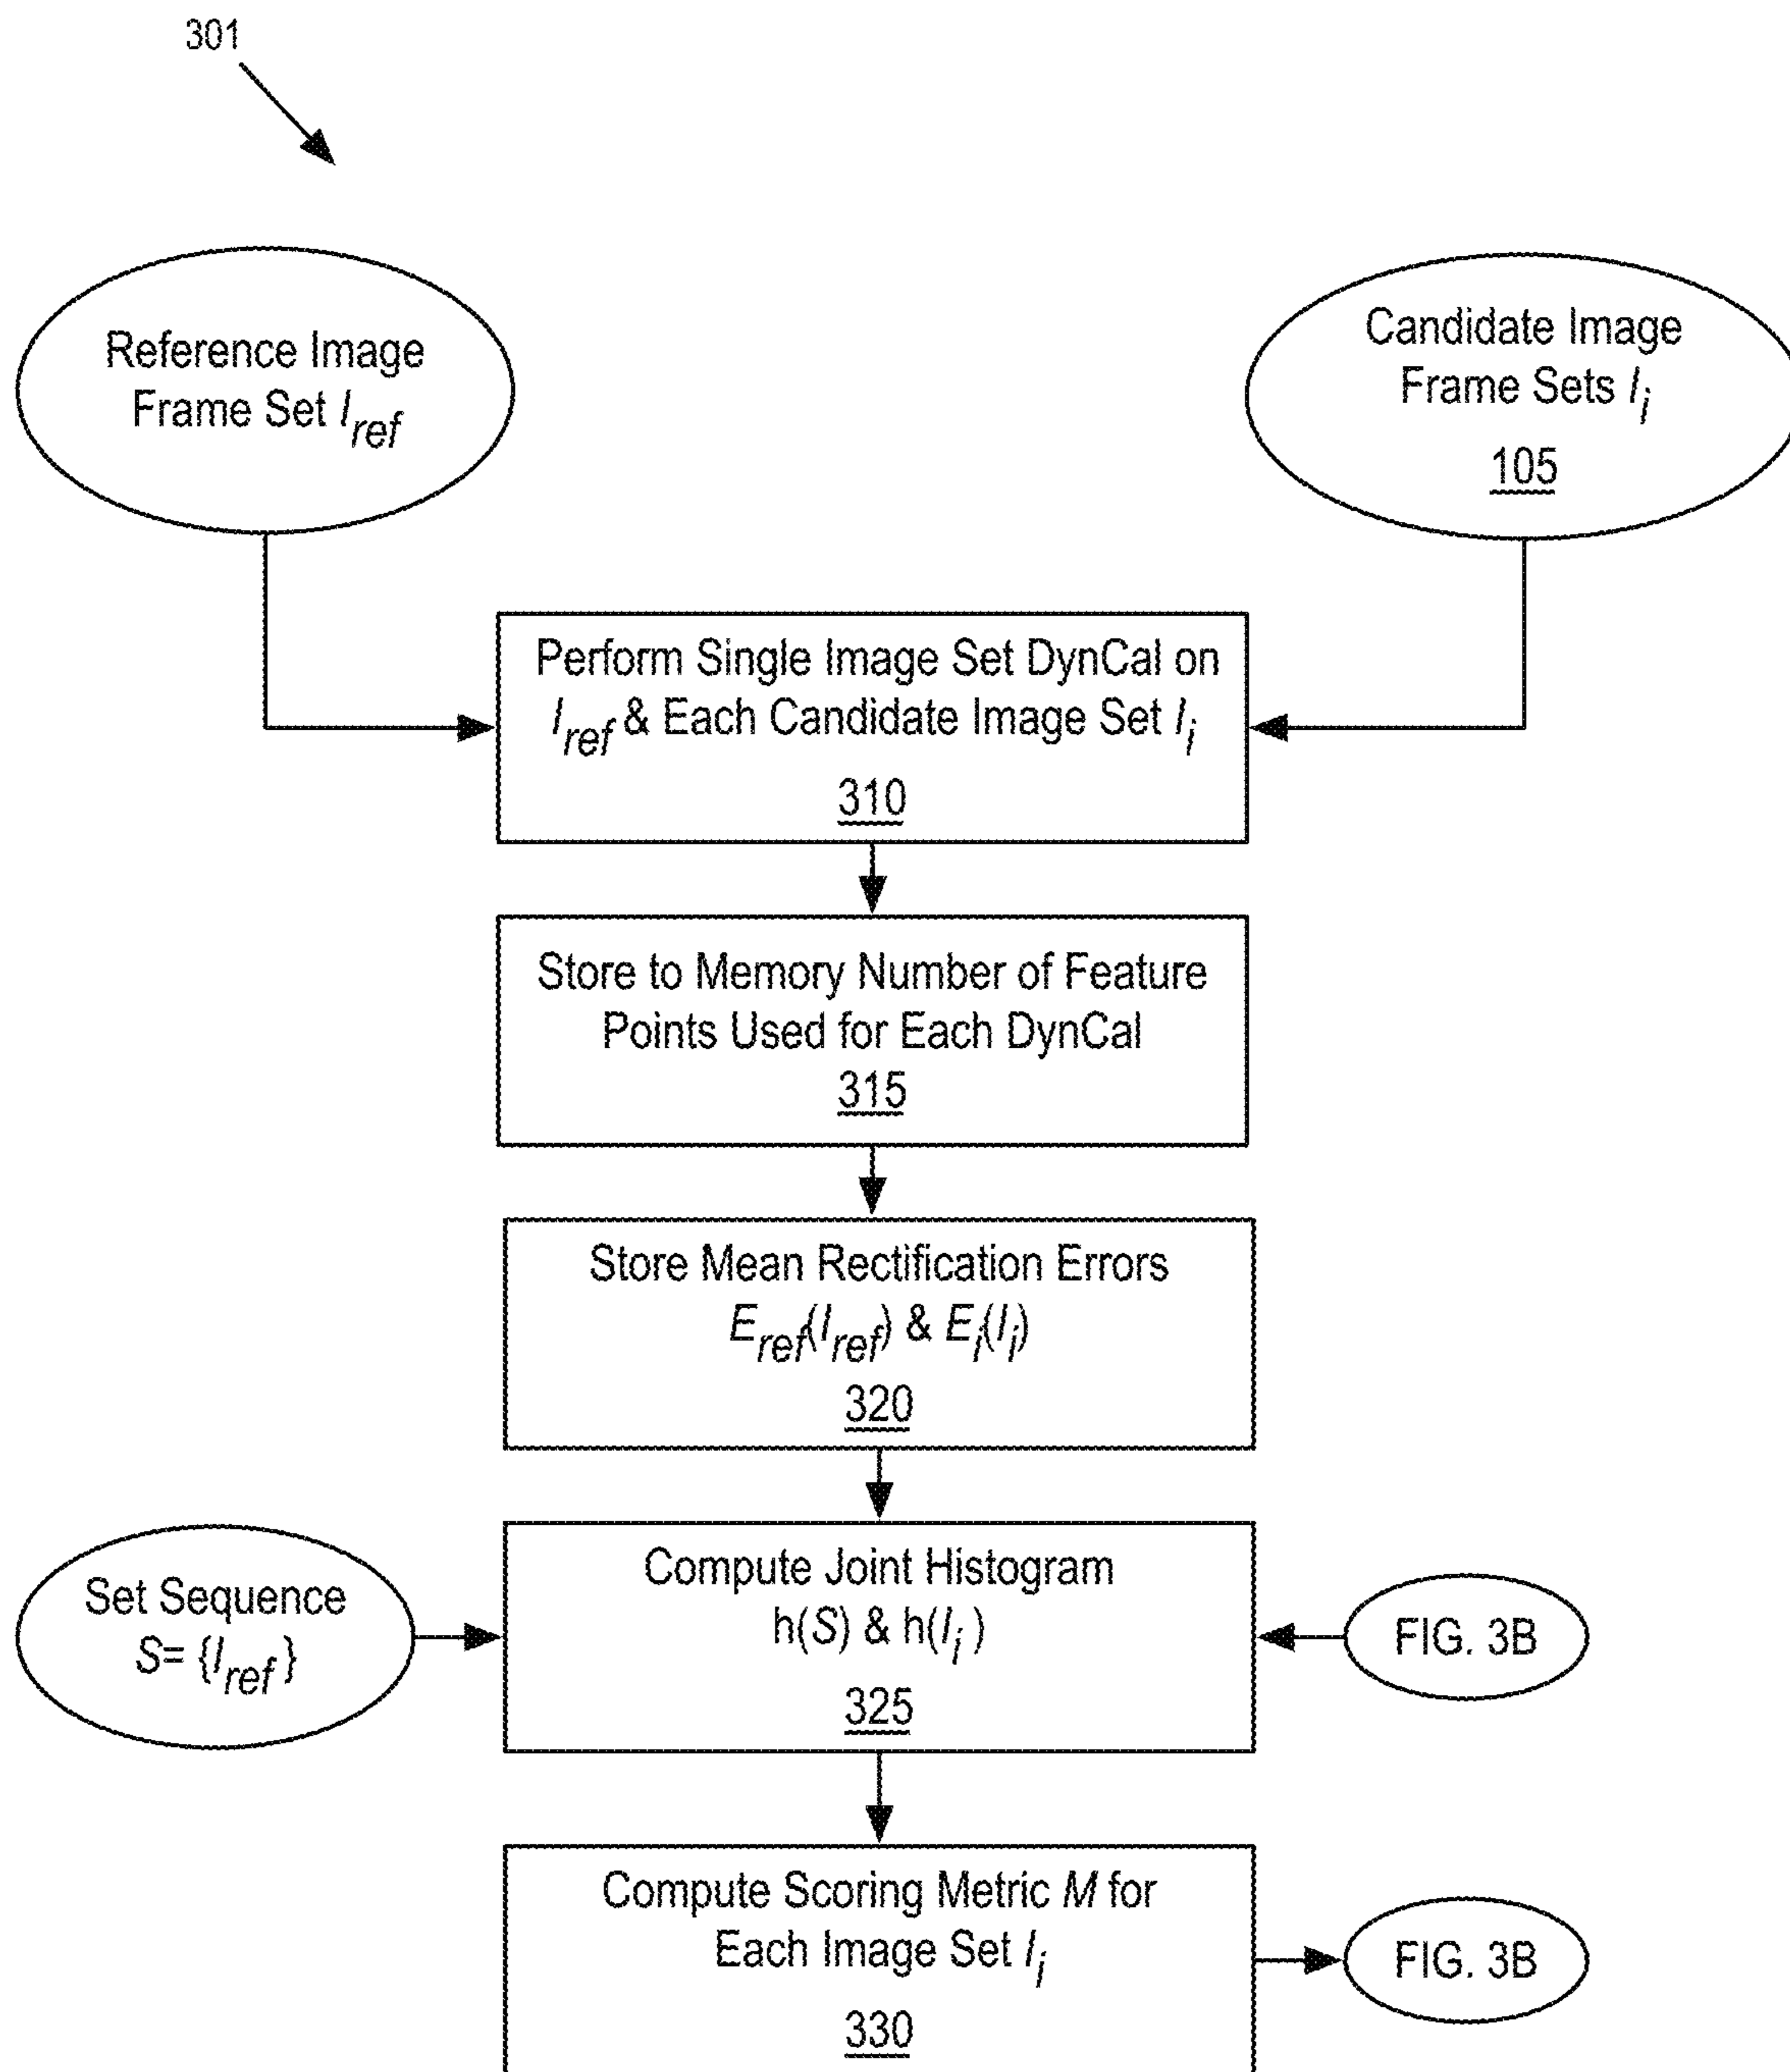 301
Reference Image
Frame Set I_ref
Candidate Image
Frame Sets I_i
105
Perform Single Image Set DynCal on
I_ref & Each Candidate Image Set I_i
310
Store to Memory Number of Feature
Points Used for Each DynCal
315
Store Mean Rectification Errors
E_ref(I_ref) & E_i(I_i)
320
Set Sequence
S= {I_ref}
Compute Joint Histogram
h(S) & h(I_i)
325
FIG. 3B
Compute Scoring Metric M for
Each Image Set I_i
330
FIG. 3B